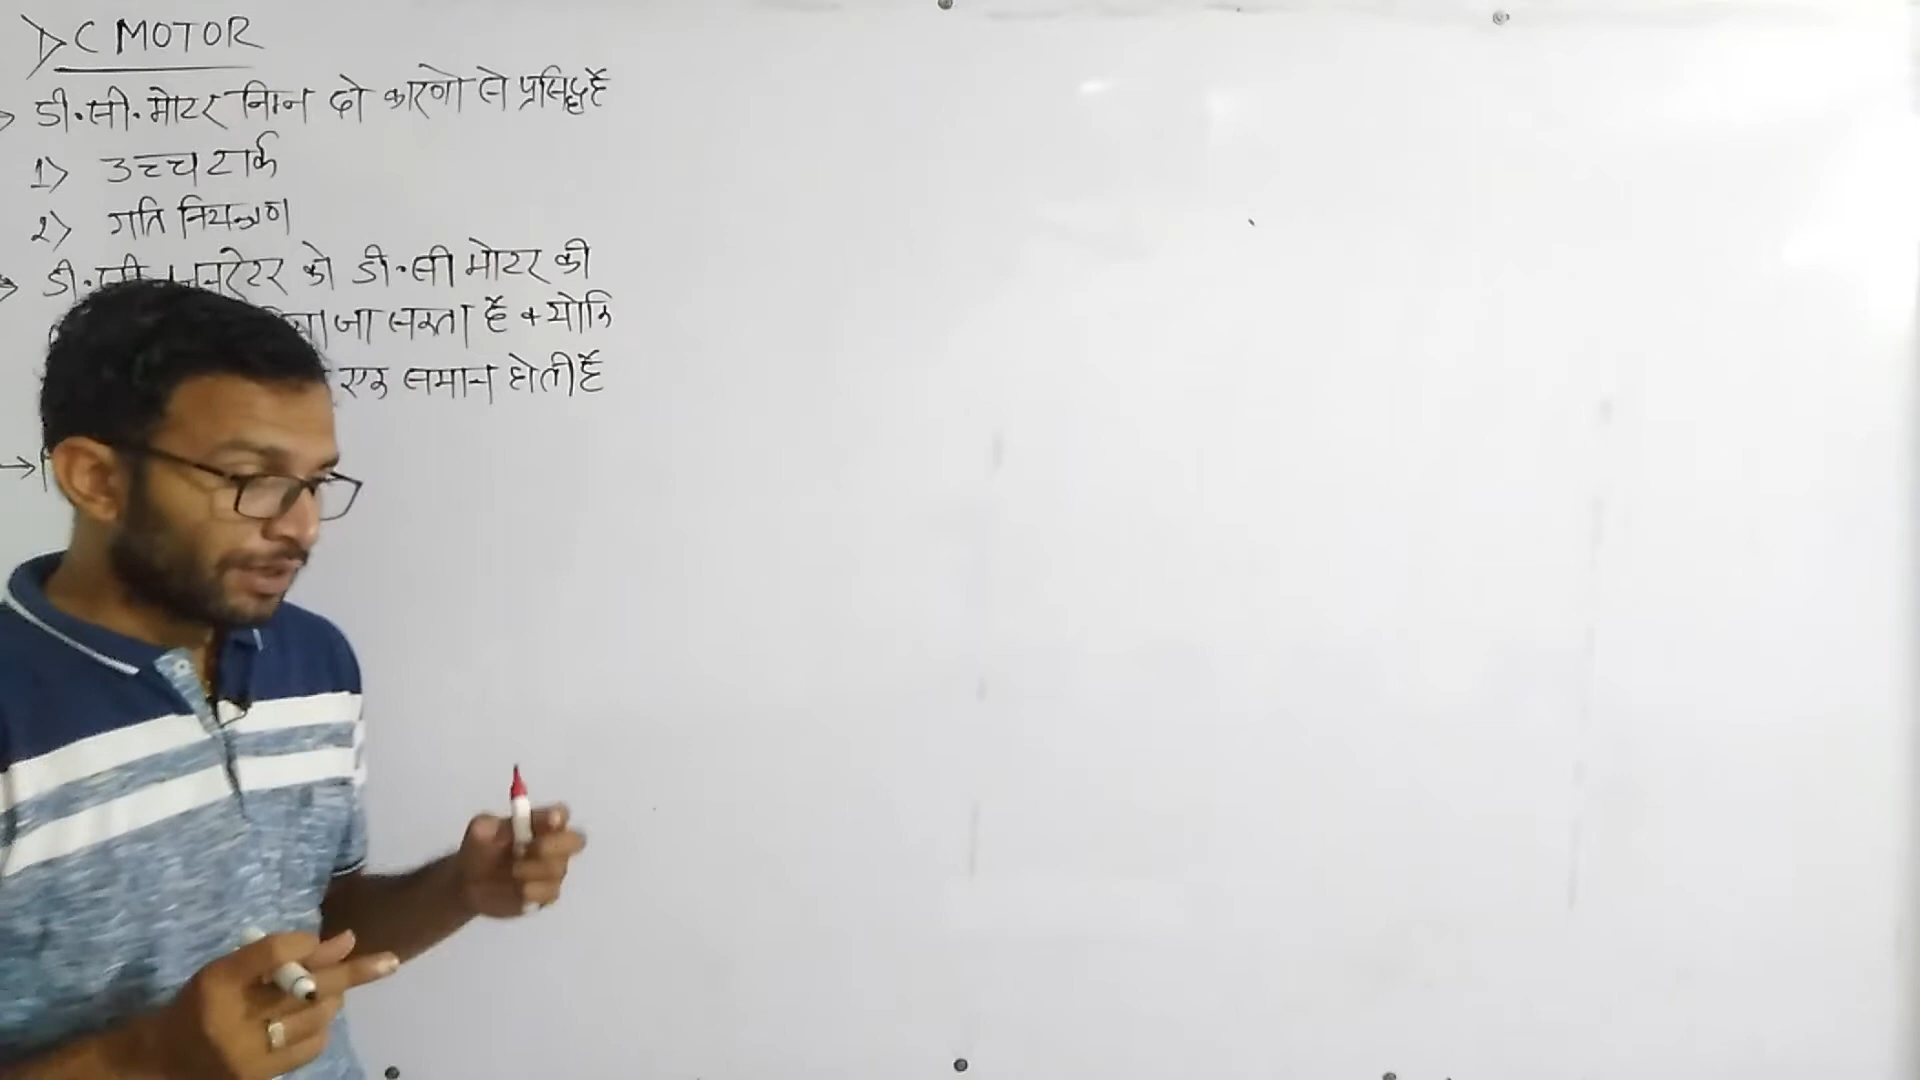 DC MOTOR
→ डी.सी. मोटर निम्न दो कारणो से प्रसिद्ध है
1> उच्च टार्क
2> गति नियन्त्रण
→ डी. जनरेटर को डी.सी मोटर की
जा सकता है क्योकि
एक समान होती है
→